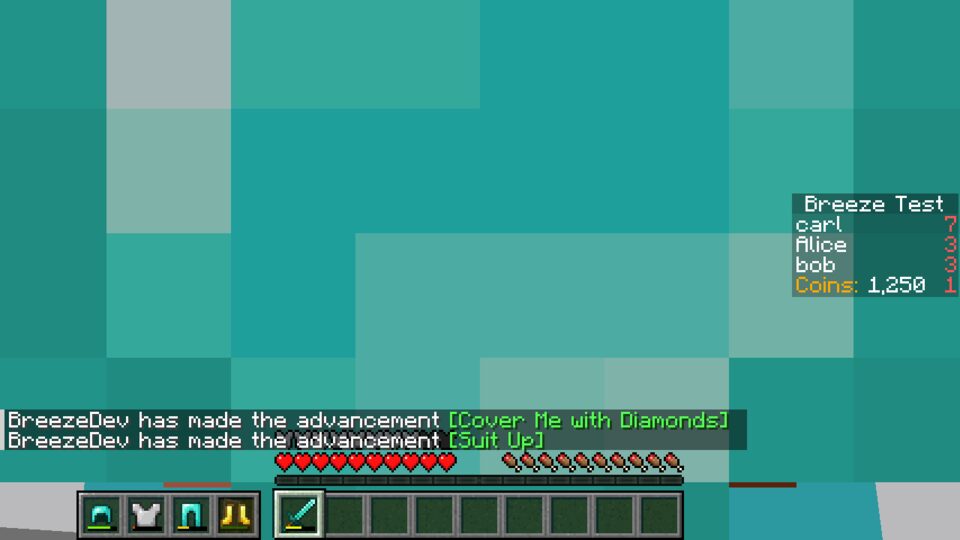 Breeze Test
carl 7
Alice 3
bob 3
Coins: 1,250 1
BreezeDev has made the advancement [Cover Me with Diamonds]
BreezeDev has made the advancement [Suit Up]